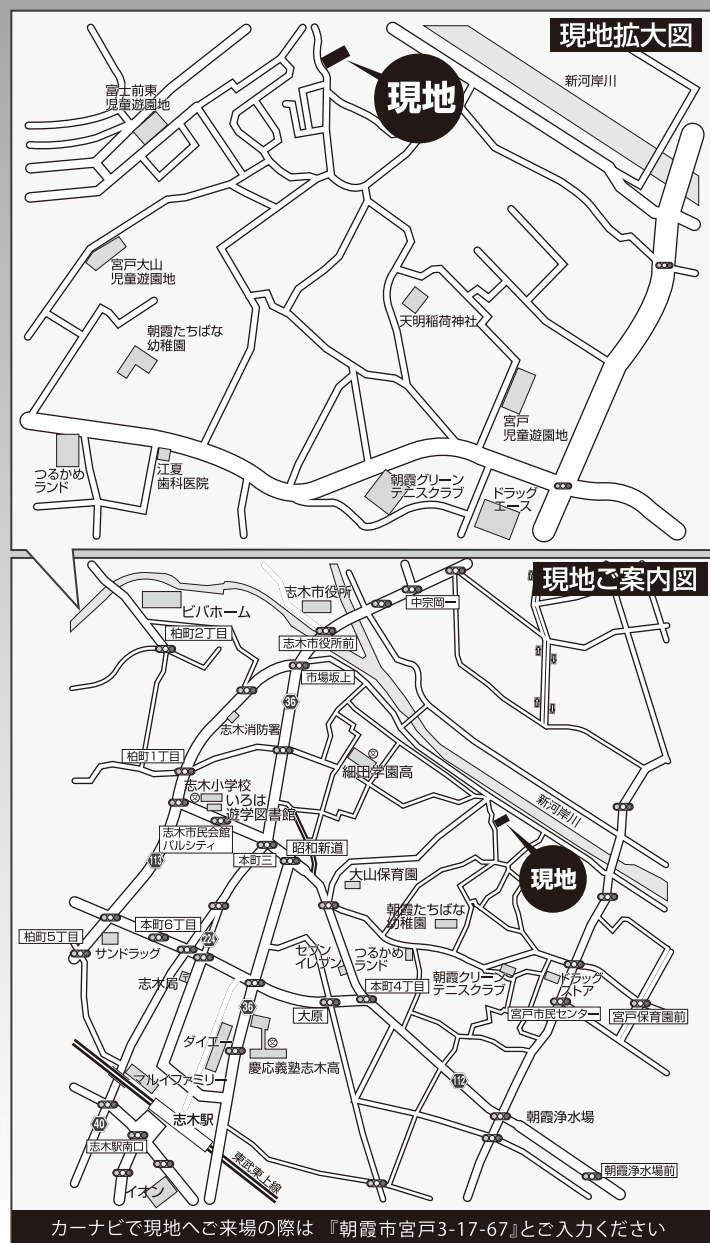 現地拡大図
新河岸川
富士前東
児童遊園地
現地
宮戸大山
児童遊園地
天明稲荷神社
朝霞たちばな
幼稚園
宮戸
児童遊園地
つるかめ
ランド
江夏
歯科医院
朝霞グリーン
テニスクラブ
ドラッグ
エース
現地ご案内図
志木市役所
ビバホーム
中宗岡一
柏町2丁目
志木市役所前
市場坂上
36
志木消防署
柏町1丁目
細田学園高
志木小学校
いろは
遊学図書館
新河岸川
志木市民会館
パルシティ
昭和新道
本町三
113
大山保育園
現地
朝霞たちばな
幼稚園
本町6丁目
柏町5丁目
224
サンドラッグ
セブン
イレブン
つるかめ
ランド
朝霞グリーン
テニスクラブ
ドラッグ
ストア
志木局
本町4丁目
36
大原
宮戸市民センター
宮戸保育園前
ダイエー
慶応義塾志木高
マルイファミリー
112
志木駅
朝霞浄水場
40
志木駅南口
東武東上線
朝霞浄水場前
イオン
カーナビで現地へご来場の際は 『朝霞市宮戸3-17-67』とご入力ください